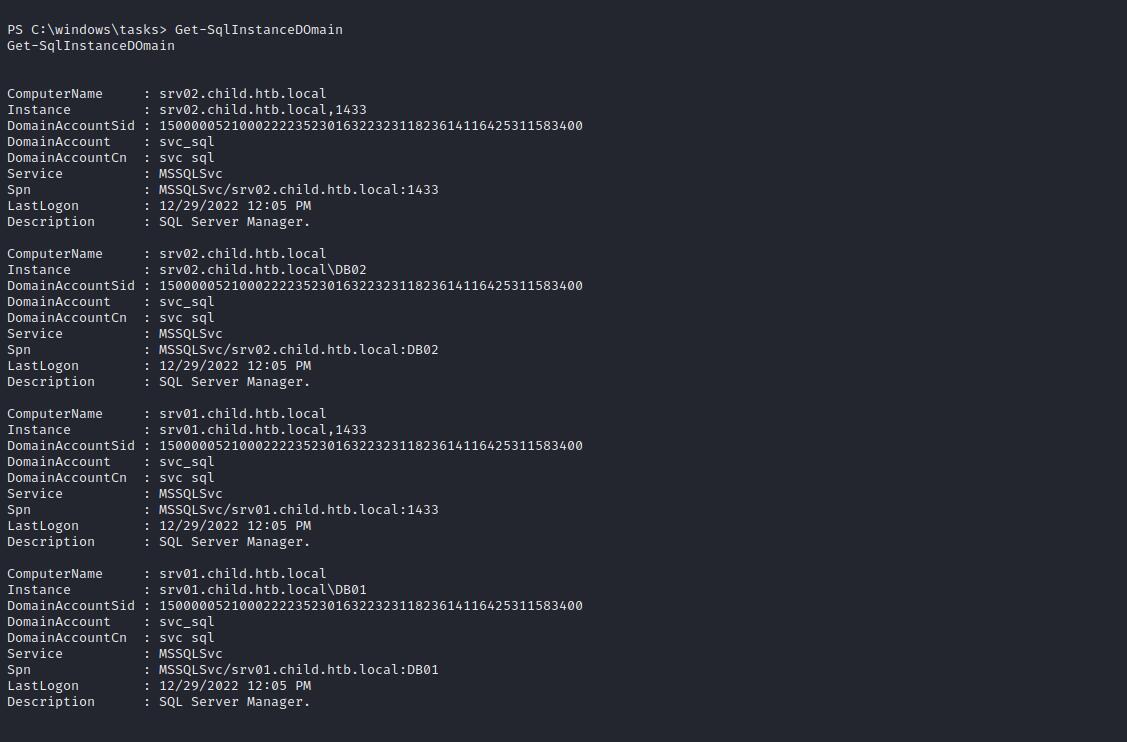 PS C:\windows\tasks> Get-SqlInstanceDOmain
Get-SqlInstanceDOmain
ComputerName     : srv02.child.htb.local
Instance         : srv02.child.htb.local,1433
DomainAccountSid : 1500000521000222235230163223231182361411642531158​3400
DomainAccount    : svc_sql
DomainAccountCn  : svc sql
Service          : MSSQLSvc
Spn              : MSSQLSvc/srv02.child.htb.local:1433
LastLogon        : 12/29/2022 12:05 PM
Description      : SQL Server Manager.
ComputerName     : srv02.child.htb.local
Instance         : srv02.child.htb.local\DB02
DomainAccountSid : 15000005210002222352301632232311823614116425311583400
DomainAccount    : svc_sql
DomainAccountCn  : svc sql
Service          : MSSQLSvc
Spn              : MSSQLSvc/srv02.child.htb.local:DB02
LastLogon        : 12/29/2022 12:05 PM
Description      : SQL Server Manager.
ComputerName     : srv01.child.htb.local
Instance         : srv01.child.htb.local,1433
DomainAccountSid : 15000005210002222352301632232311823614116425311583400
DomainAccount    : svc_sql
DomainAccountCn  : svc sql
Service          : MSSQLSvc
Spn              : MSSQLSvc/srv01.child.htb.local:1433
LastLogon        : 12/29/2022 12:05 PM
Description      : SQL Server Manager.
ComputerName     : srv01.child.htb.local
Instance         : srv01.child.htb.local\DB01
DomainAccountSid : 15000005210002222352301632232311823614116425311583400
DomainAccount    : svc_sql
DomainAccountCn  : svc sql
Service          : MSSQLSvc
Spn              : MSSQLSvc/srv01.child.htb.local:DB01
LastLogon        : 12/29/2022 12:05 PM
Description      : SQL Server Manager.